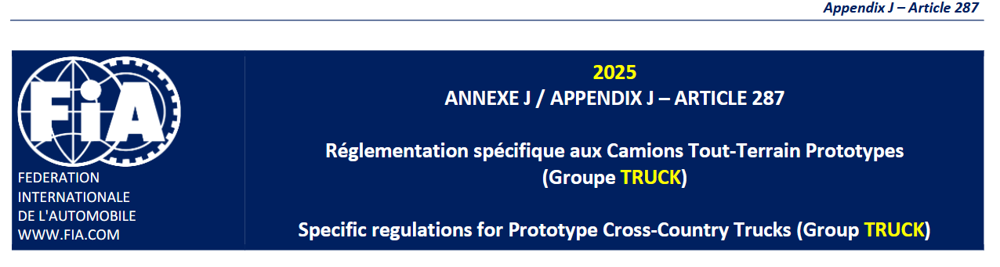 Appendix J – Article 287
FiA
FEDERATION
INTERNATIONALE
DE L'AUTOMOBILE
WWW.FIA.COM
2025
ANNEXE J / APPENDIX J – ARTICLE 287
Réglementation spécifique aux Camions Tout-Terrain Prototypes
(Groupe TRUCK)
Specific regulations for Prototype Cross-Country Trucks (Group TRUCK)